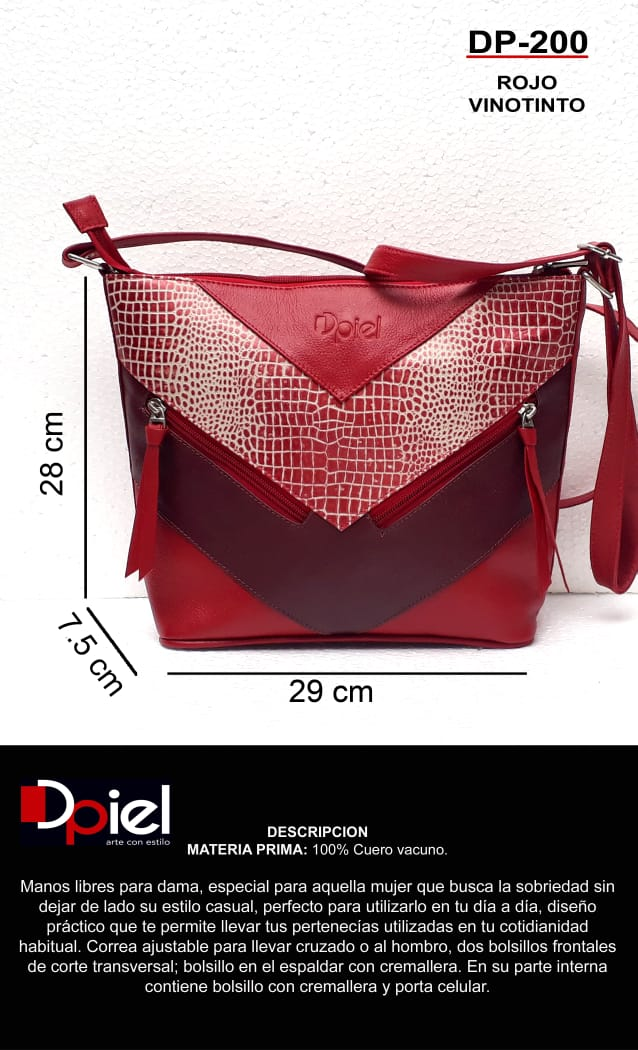 DP-200
ROJO
VINOTINTO
Dpiel
28 cm
7.5 cm
29 cm
Dpiel
arte con estilo
DESCRIPCION
MATERIA PRIMA: 100% Cuero vacuno.
Manos libres para dama, especial para aquella mujer que busca la sobriedad sin
dejar de lado su estilo casual, perfecto para utilizarlo en tu día a día, diseño
práctico que te permite llevar tus pertenecías utilizadas en tu cotidianidad
habitual. Correa ajustable para llevar cruzado o al hombro, dos bolsillos frontales
de corte transversal; bolsillo en el espaldar con cremallera. En su parte interna
contiene bolsillo con cremallera y porta celular.